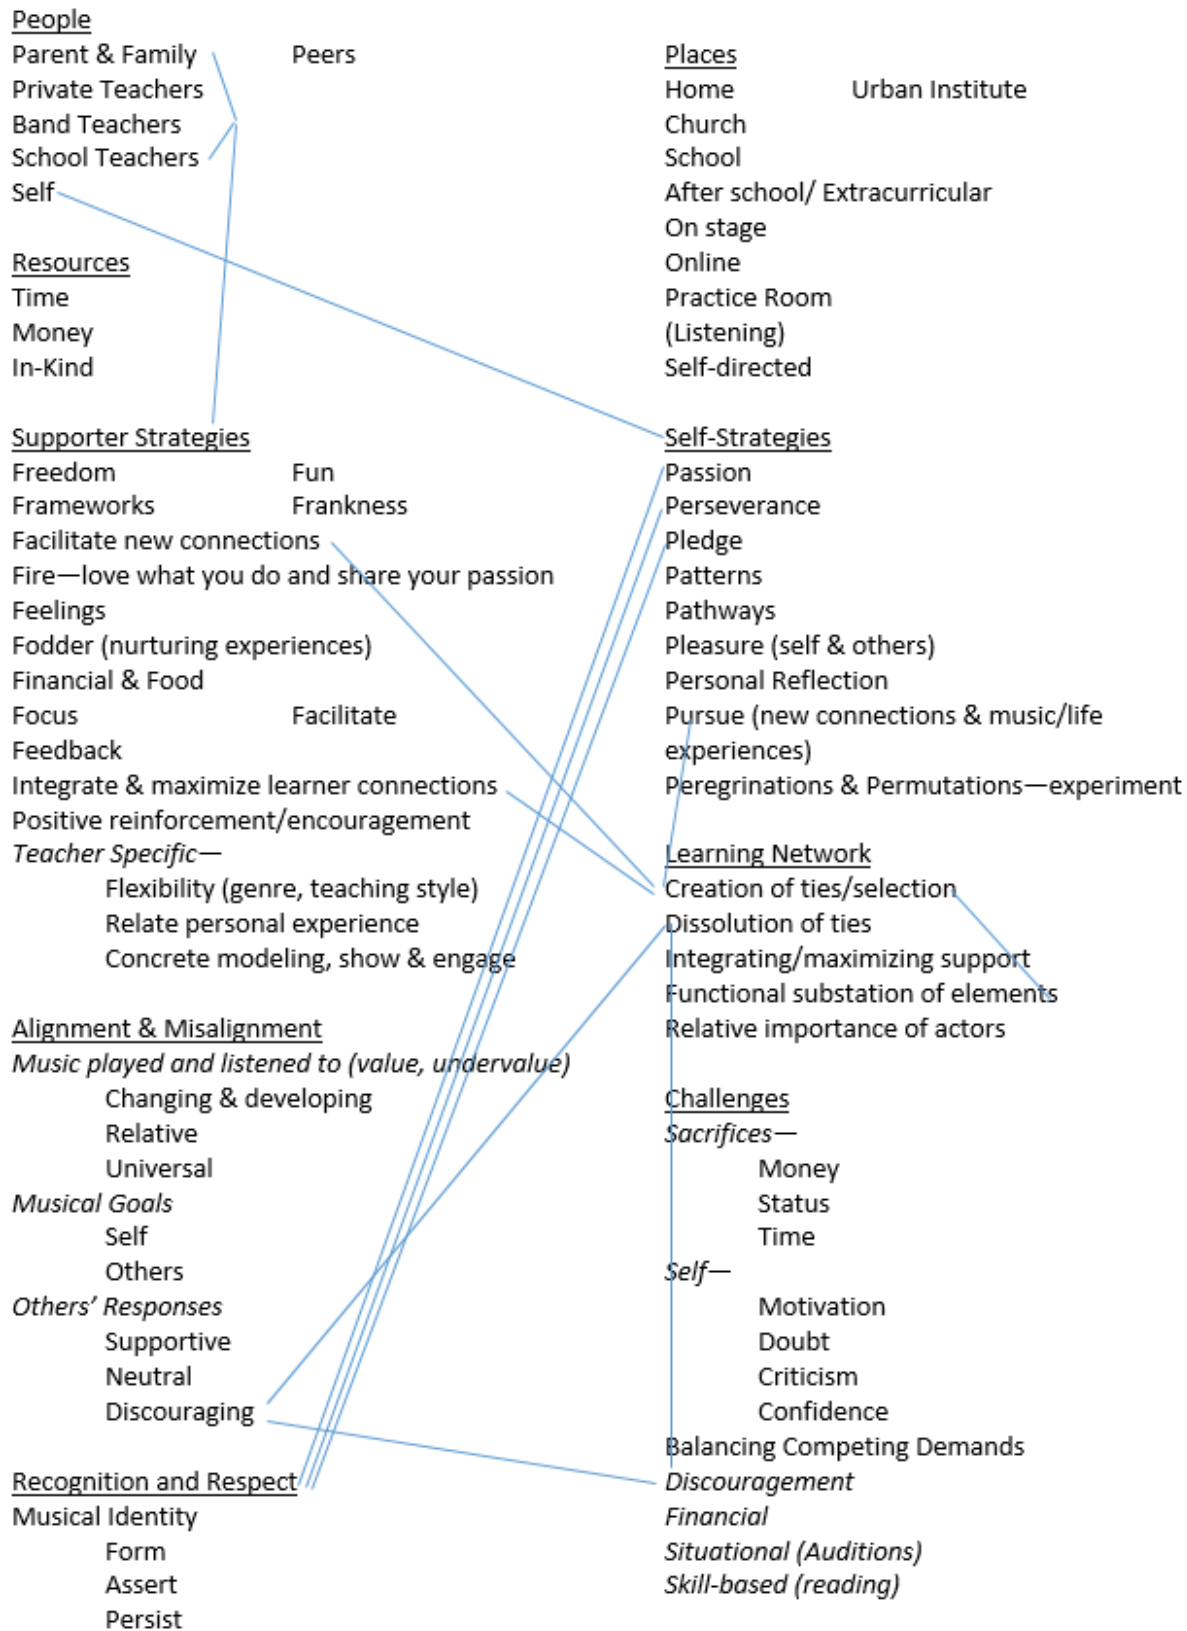 People
Parent & Family Peers
Private Teachers
Band Teachers
School Teachers
Self
Resources
Time
Money
In-Kind
Supporter Strategies
Freedom Fun
Frameworks Frankness
Facilitate new connections
Fire—love what you do and share your passion
Feelings
Fodder (nurturing experiences)
Financial & Food
Focus Facilitate
Feedback
Integrate & maximize learner connections
Positive reinforcement/encouragement
Teacher Specific—
Flexibility (genre, teaching style)
Relate personal experience
Concrete modeling, show & engage
Alignment & Misalignment
Music played and listened to (value, undervalue)
Changing & developing
Relative
Universal
Musical Goals
Self
Others
Others’ Responses
Supportive
Neutral
Discouraging
Recognition and Respect
Musical Identity
Form
Assert
Persist
Places
Home Urban Institute
Church
School
After school/ Extracurricular
On stage
Online
Practice Room
(Listening)
Self-directed
Self-Strategies
Passion
Perseverance
Pledge
Patterns
Pathways
Pleasure (self & others)
Personal Reflection
Pursue (new connections & music/life
experiences)
Peregrinations & Permutations—experiment
Learning Network
Creation of ties/selection
Dissolution of ties
Integrating/maximizing support
Functional substation of elements
Relative importance of actors
Challenges
Sacrifices—
Money
Status
Time
Self—
Motivation
Doubt
Criticism
Confidence
Balancing Competing Demands
Discouragement
Financial
Situational (Auditions)
Skill-based (reading)